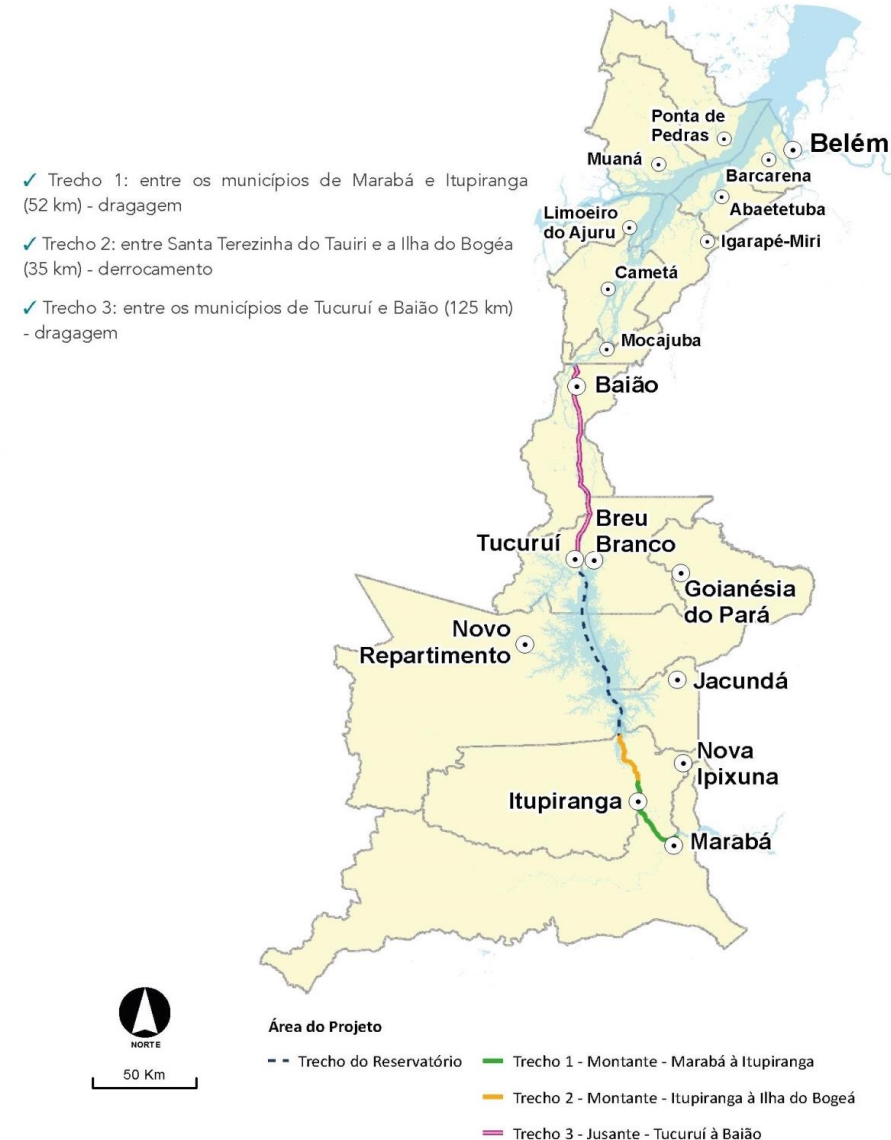 ✓ Trecho 1: entre os municípios de Marabá e Itupiranga
(52 km) - dragagem
✓ Trecho 2: entre Santa Terezinha do Tauiri e a Ilha do Bogéa
(35 km) - derrocamento
✓ Trecho 3: entre os municípios de Tucuruí e Baião (125 km)
- dragagem
Ponta de
Pedras
Belém
Muaná
Barcarena
Abaetetuba
Limoeiro
do Ajuru
Igarapé-Miri
Cametá
Mocajuba
Baião
Breu
Branco
Tucuruí
Goianésia
do Pará
Novo
Repartimento
Jacundá
Nova
Ipixuna
Itupiranga
Marabá
NORTE
50 Km
Área do Projeto
Trecho do Reservatório
Trecho 1 - Montante - Marabá à Itupiranga
Trecho 2 - Montante - Itupiranga à Ilha do Bogeá
Trecho 3 - Jusante - Tucuruí à Baião